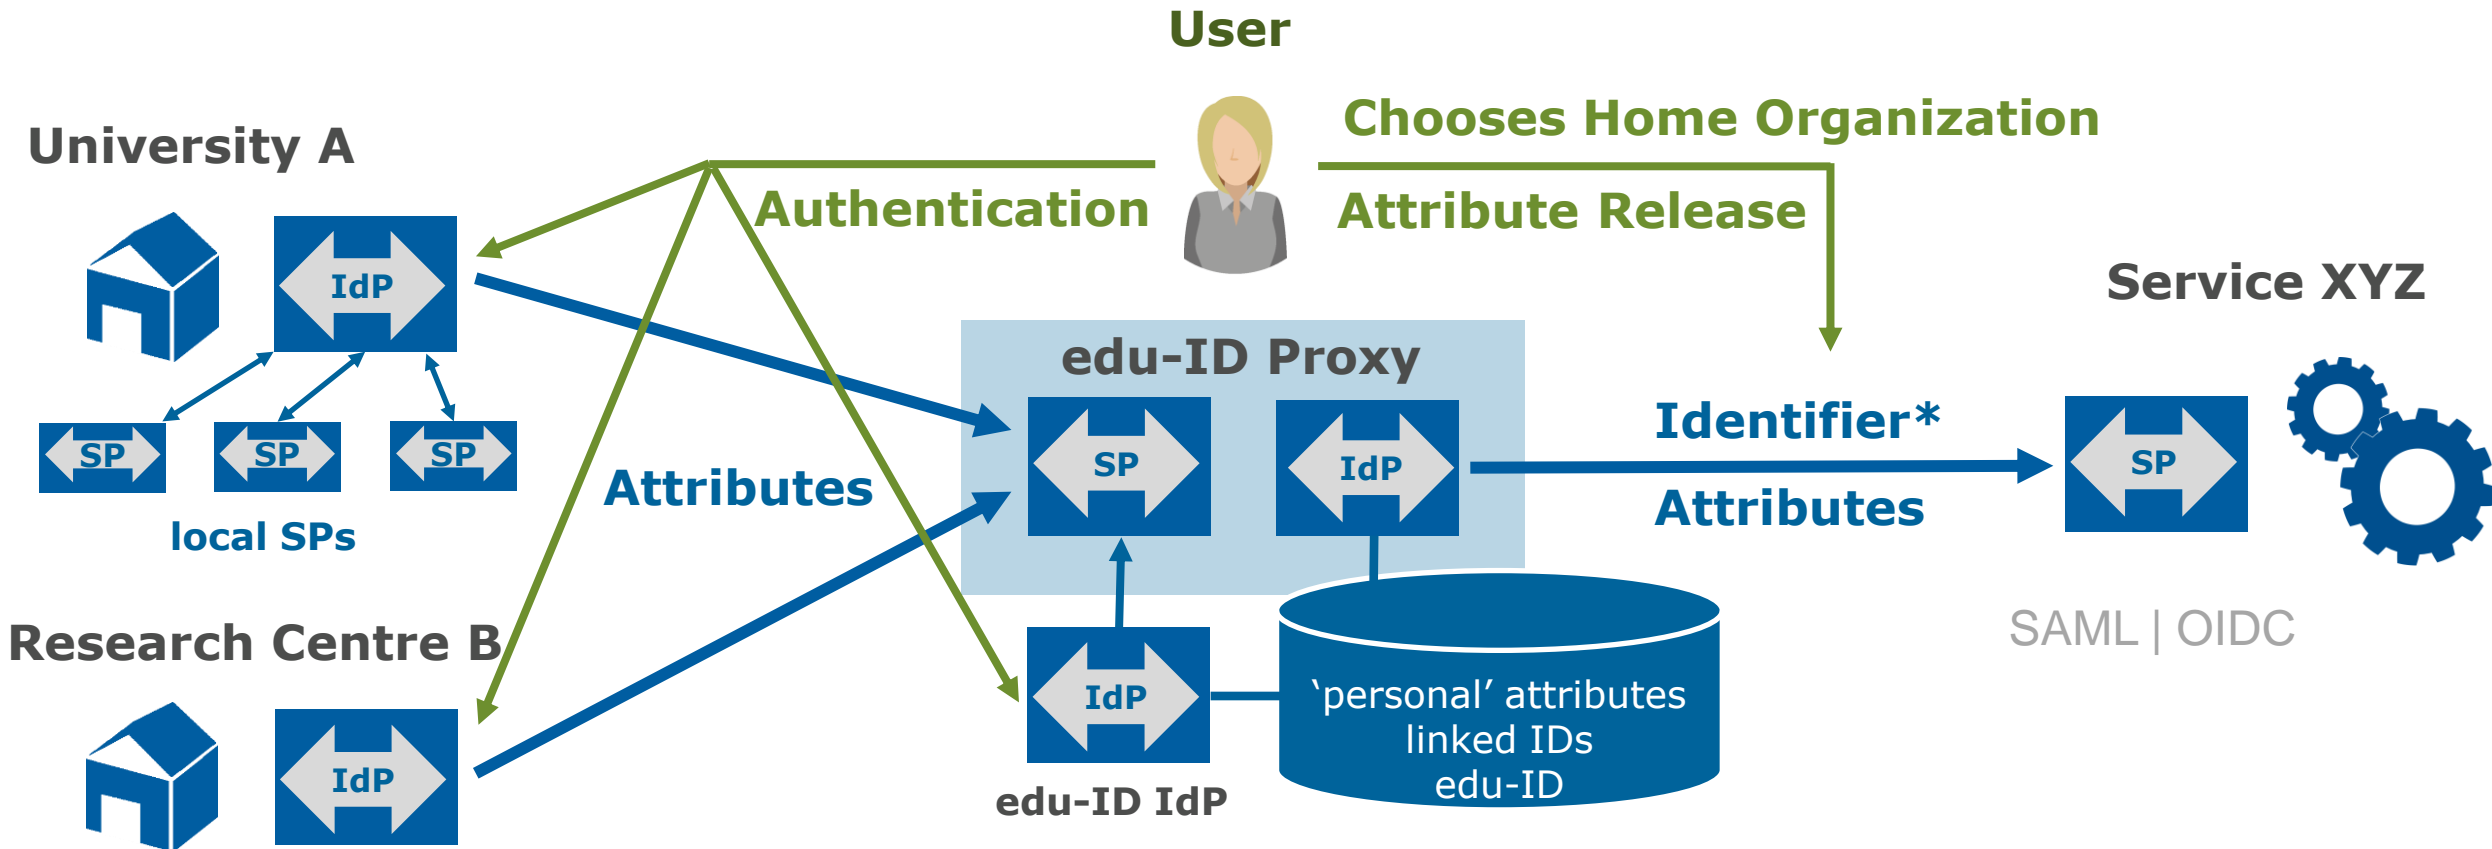 User
Chooses Home Organization
University A
Authentication
Attribute Release
IdP
Service XYZ
edu-ID Proxy
SP
SP
SP
SP
IdP
Identifier*
SP
Attributes
Attributes
local SPs
Research Centre B
SAML | OIDC
IdP
IdP
‘personal’ attributes
linked IDs
edu-ID
edu-ID IdP